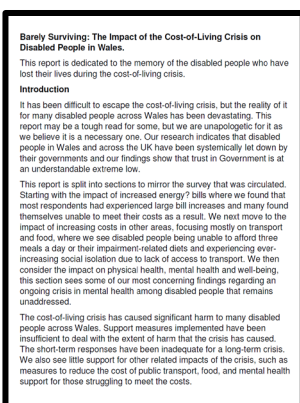 Barely Surviving: The Impact of the Cost-of-Living Crisis on
Disabled People in Wales.
This report is dedicated to the memory of the disabled people who have
lost their lives during the cost-of-living crisis.
Introduction
It has been difficult to escape the cost-of-living crisis, but the reality of it
for many disabled people across Wales has been devastating. This
report may be a tough read for some, but we are unapologetic for it as
we believe it is a necessary one. Our research indicates that disabled
people in Wales and across the UK have been systemically let down by
their governments and our findings show that trust in Government is at
an understandable extreme low.
This report is split into sections to mirror the survey that was circulated.
Starting with the impact of increased energy? bills where we found that
most respondents had experienced large bill increases and many found
themselves unable to meet their costs as a result. We next move to the
impact of increasing costs in other areas, focusing mostly on transport
and food, where we see disabled people being unable to afford three
meals a day or their impairment-related diets and experiencing ever-
increasing social isolation due to lack of access to transport. We then
consider the impact on physical health, mental health and well-being,
this section sees some of our most concerning findings regarding an
ongoing crisis in mental health among disabled people that remains
unaddressed.
The cost-of-living crisis has caused significant harm to many disabled
people across Wales. Support measures implemented have been
insufficient to deal with the extent of harm that the crisis has caused.
The short-term responses have been inadequate for a long-term crisis.
We also see little support for other related impacts of the crisis, such as
measures to reduce the cost of public transport, food, and mental health
support for those struggling to meet the costs.